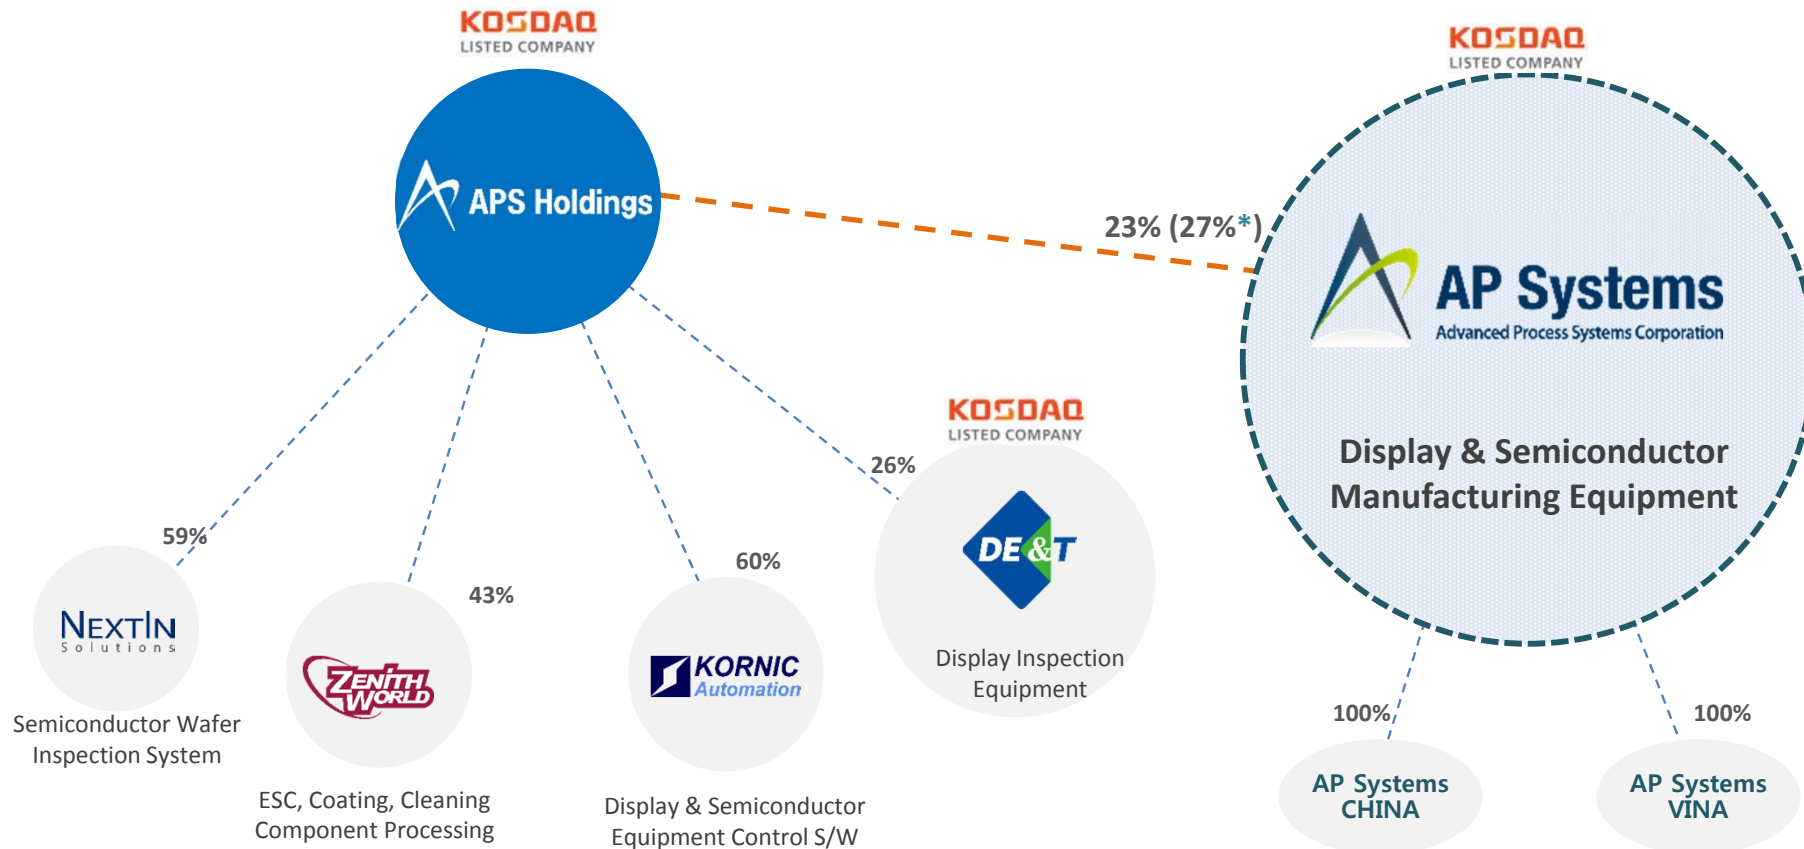 KOSDAQ
LISTED COMPANY
APS Holdings
KOSDAQ
LISTED COMPANY
23% (27%*)
AP Systems
Advanced Process Systems Corporation
Display & Semiconductor
Manufacturing Equipment
KOSDAQ
LISTED COMPANY
26%
DE&T
Display Inspection
Equipment
59%
NEXTIN
Solutions
Semiconductor Wafer
Inspection System
43%
ZENITH
WORLD
ESC, Coating, Cleaning
Component Processing
60%
KORNIC
Automation
Display & Semiconductor
Equipment Control S/W
100%
AP Systems
CHINA
100%
AP Systems
VINA